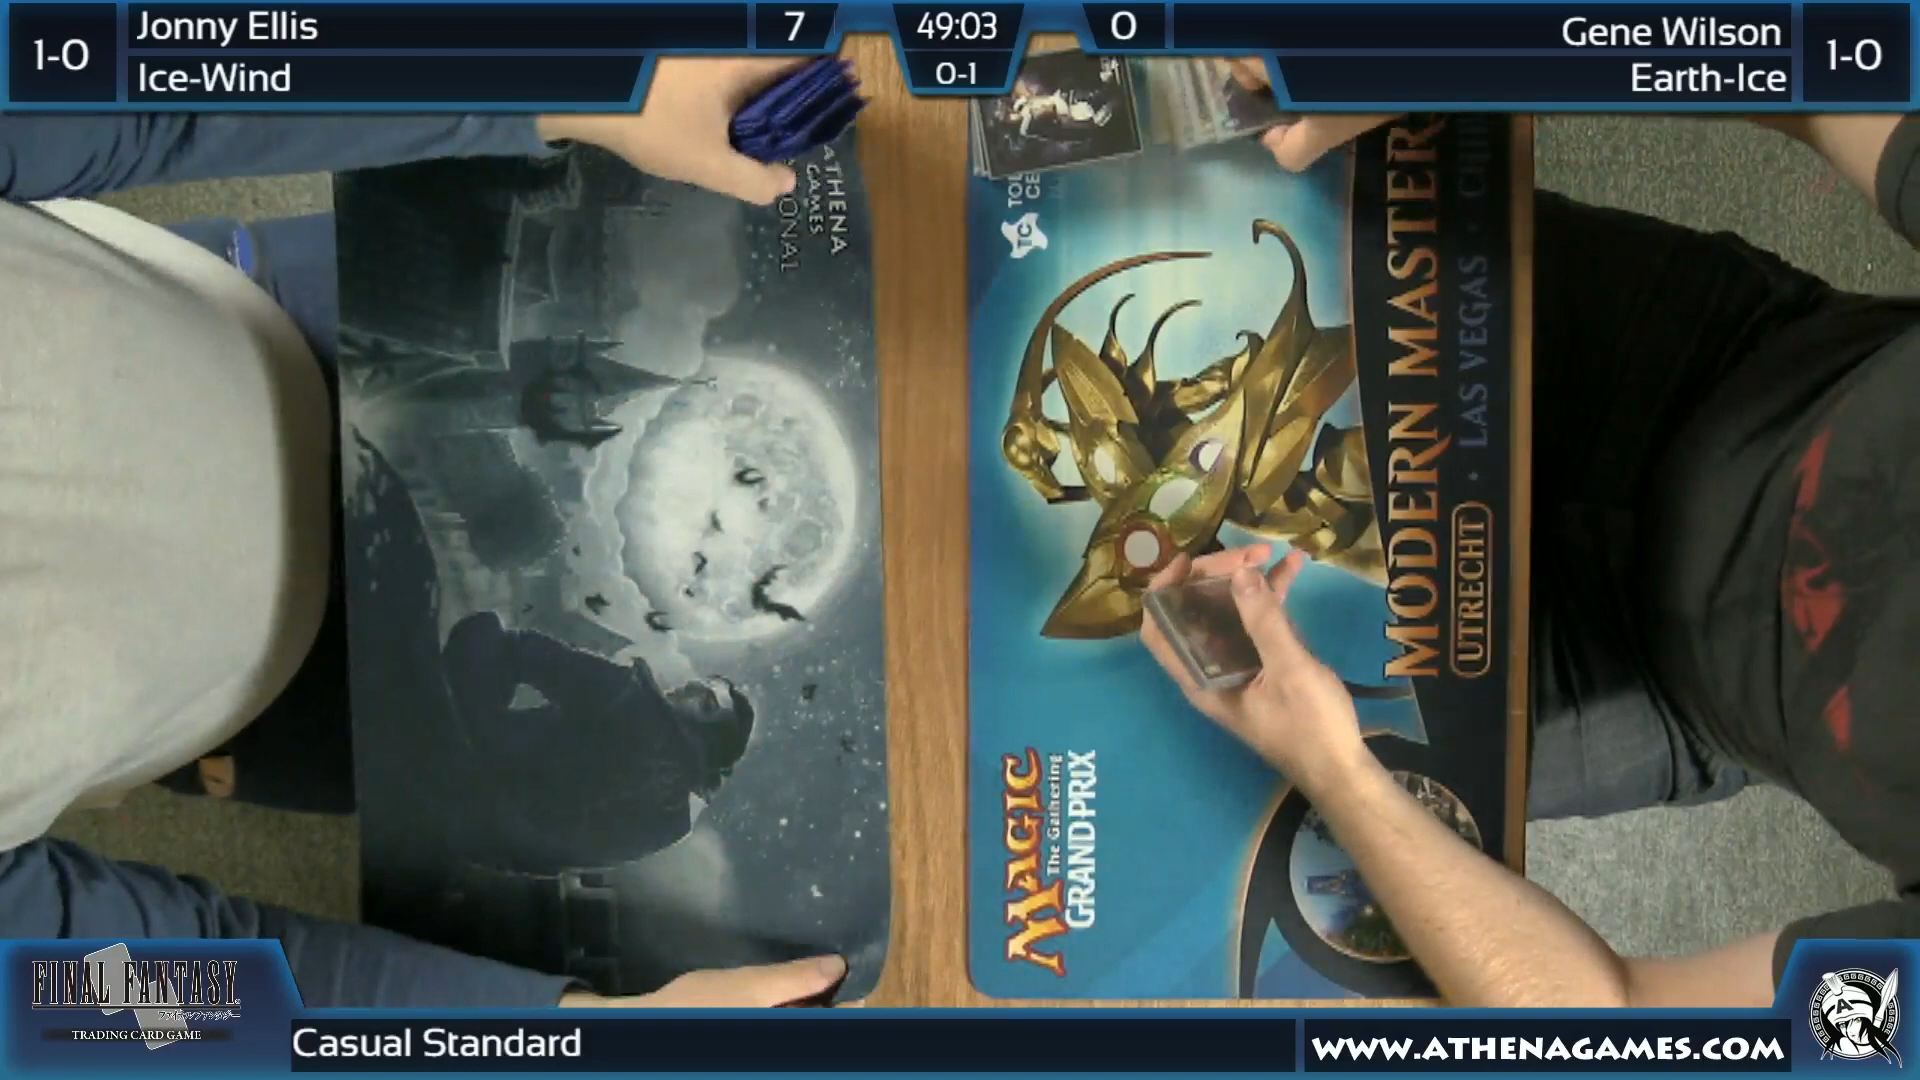 1-0
Jonny Ellis
7
49:03
0
Gene Wilson
1-0
Ice-Wind
0-1
Earth-Ice
ATHENA
GAMES
TCA
MODERN MASTER
LAS VEGAS
UTRECHT
MAGIC
The Gathering
GRAND PRIX
FINAL FANTASY
TRADING CARD GAME
Casual Standard
WWW.ATHENAGAMES.COM